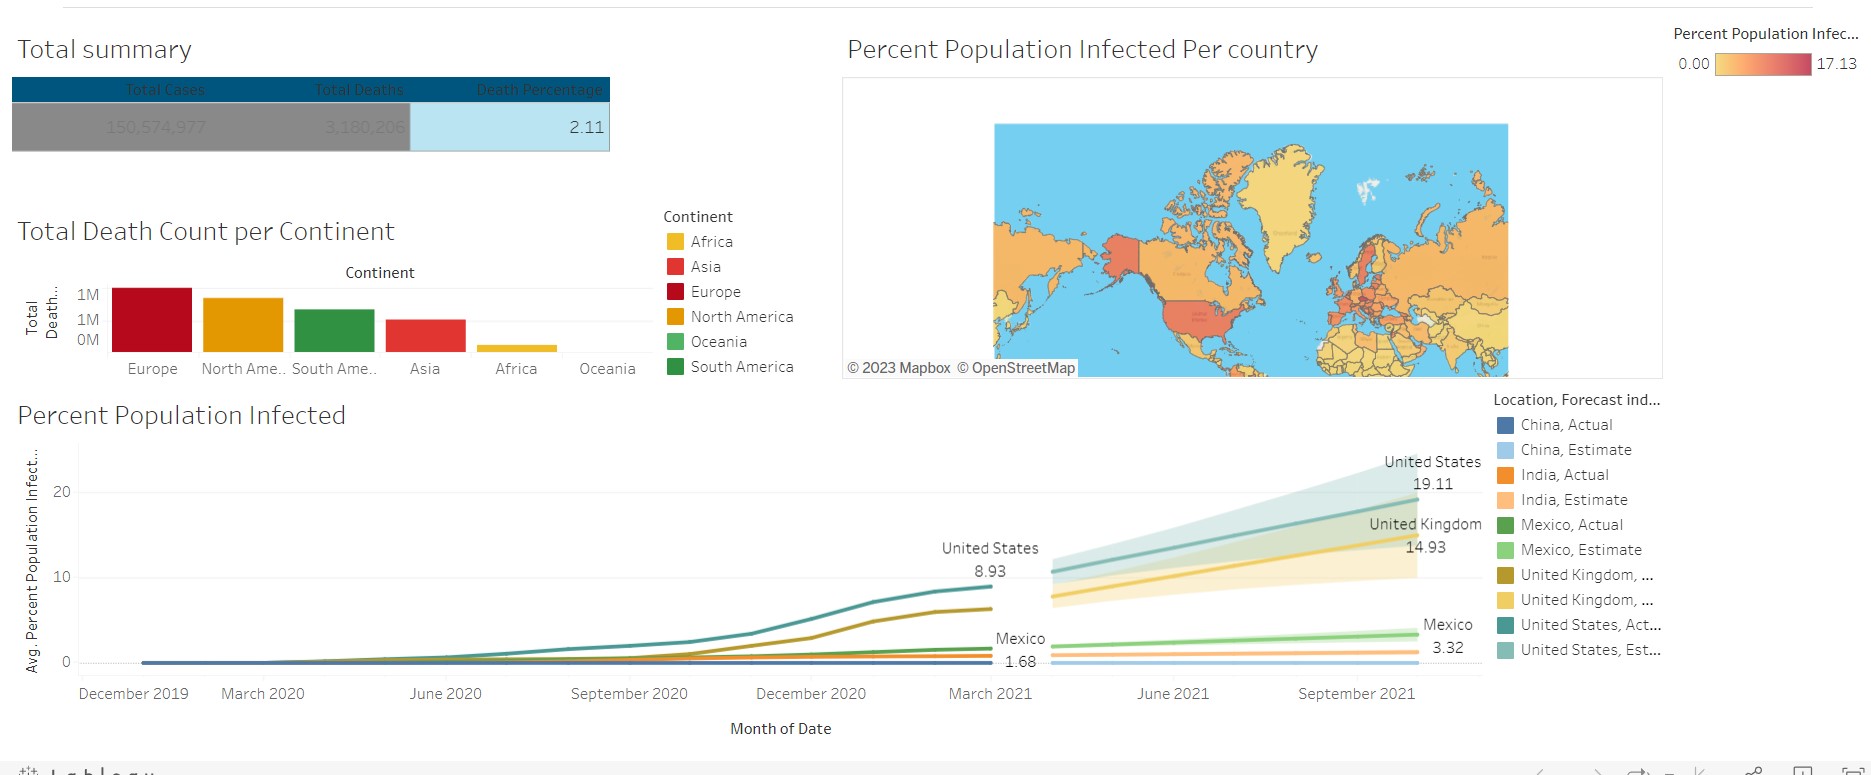 Total summary
Total Cases Total Deaths Death Percentage
150,574,977 3,180,206 2.11
Total Death Count per Continent
Continent
Total
Death...
1M
1M
0M
Europe North Ame.. South Ame.. Asia Africa Oceania
Continent
Africa
Asia
Europe
North America
Oceania
South America
Percent Population Infected Per country
© 2023 Mapbox © OpenStreetMap
Percent Population Infec...
0.00 17.13
Percent Population Infected
Avg. Percent Population Infect...
20
10
0
United States
8.93
Mexico
1.68
United States
19.11
United Kingdom
14.93
Mexico
3.32
December 2019 March 2020 June 2020 September 2020 December 2020 March 2021 June 2021 September 2021
Month of Date
Location, Forecast ind...
China, Actual
China, Estimate
India, Actual
India, Estimate
Mexico, Actual
Mexico, Estimate
United Kingdom, ...
United Kingdom, ...
United States, Act...
United States, Est...